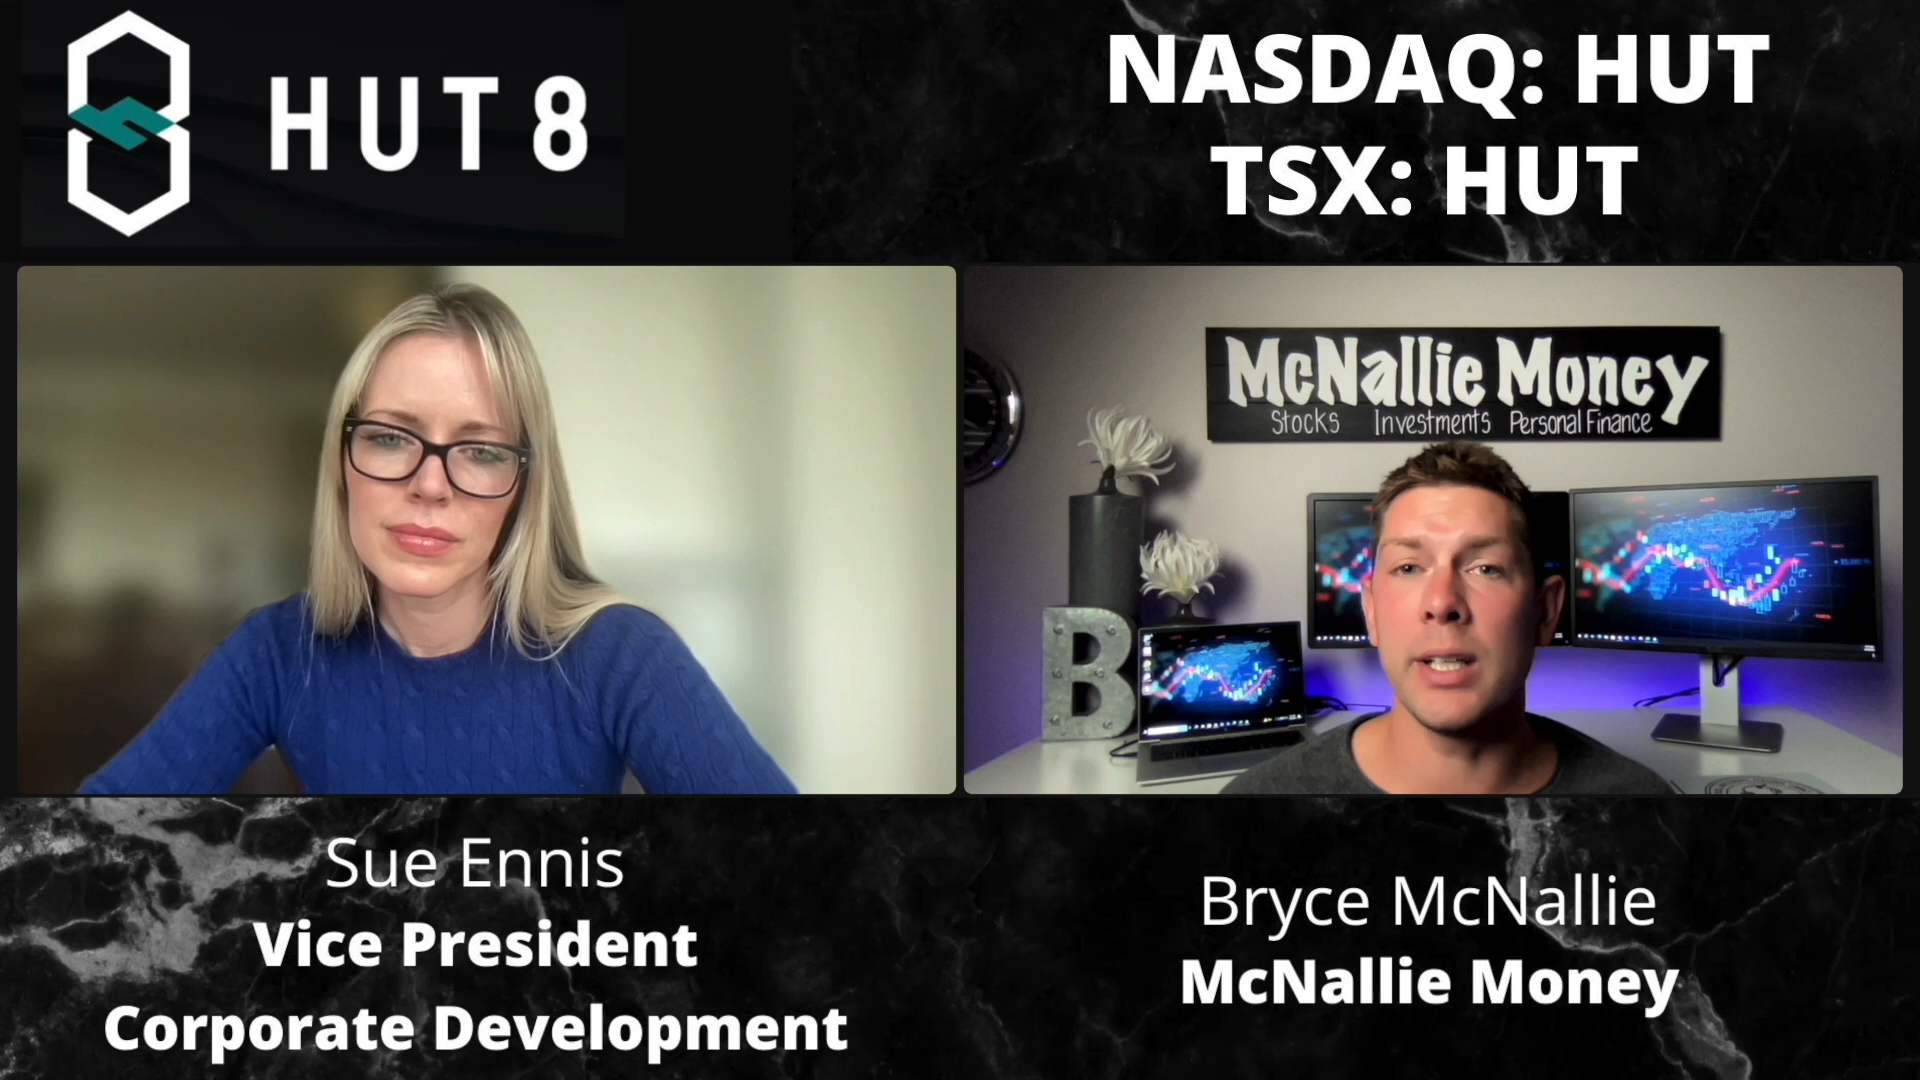 HUT 8
NASDAQ: HUT
TSX: HUT
McNallie Money
Stocks Investments Personal Finance
B
Sue Ennis
Vice President
Corporate Development
Bryce McNallie
McNallie Money